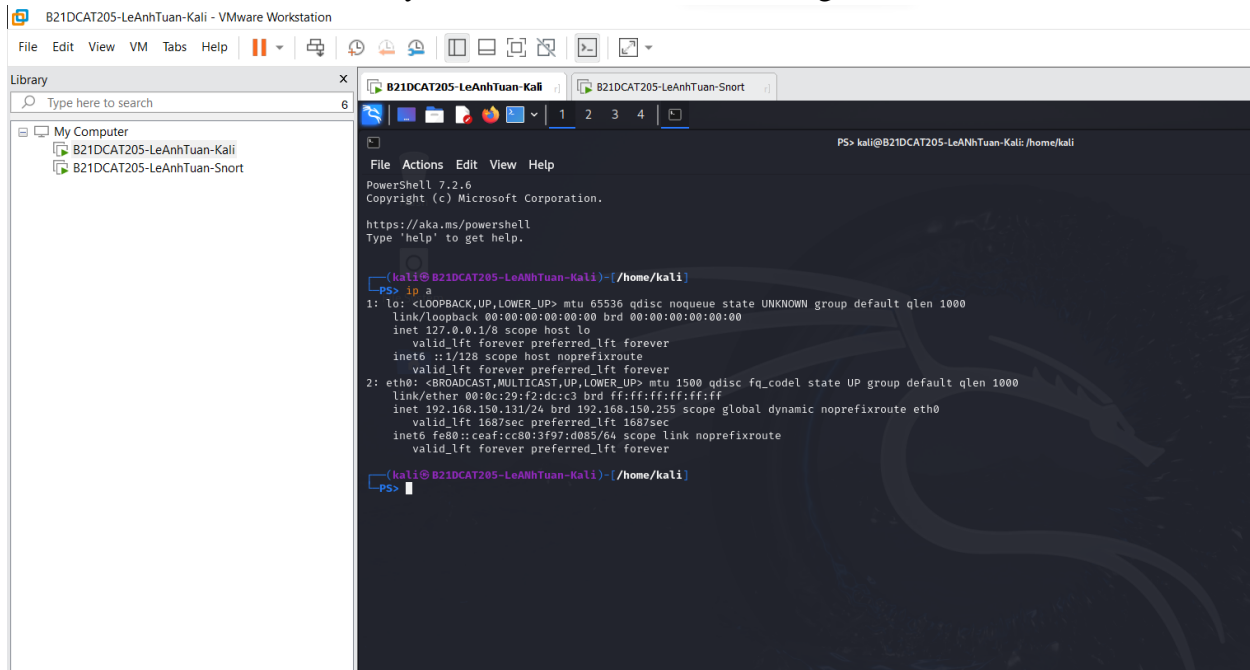 B21DCAT205-LeAnhTuan-Kali - VMware Workstation
File Edit View VM Tabs Help
Library X
Type here to search 6
My Computer
B21DCAT205-LeAnhTuan-Kali
B21DCAT205-LeAnhTuan-Snort
B21DCAT205-LeAnhTuan-Kali B21DCAT205-LeAnhTuan-Snort
1 2 3 4
PS> kali@B21DCAT205-LeANhTuan-Kali: /home/kali
File Actions Edit View Help
PowerShell 7.2.6
Copyright (c) Microsoft Corporation.
https://aka.ms/powershell
Type 'help' to get help.
┌──(kali㉿B21DCAT205-LeANhTuan-Kali)-[/home/kali]
└─PS> ip a
1: lo: <LOOPBACK,UP,LOWER_UP> mtu 65536 qdisc noqueue state UNKNOWN group default qlen 1000
link/loopback 00:00:00:00:00:00 brd 00:00:00:00:00:00
inet 127.0.0.1/8 scope host lo
valid_lft forever preferred_lft forever
inet6 ::1/128 scope host noprefixroute
valid_lft forever preferred_lft forever
2: eth0: <BROADCAST,MULTICAST,UP,LOWER_UP> mtu 1500 qdisc fq_codel state UP group default qlen 1000
link/ether 00:0c:29:f2:dc:c3 brd ff:ff:ff:ff:ff:ff
inet 192.168.150.131/24 brd 192.168.150.255 scope global dynamic noprefixroute eth0
valid_lft 1687sec preferred_lft 1687sec
inet6 fe80::ceaf:cc80:3f97:d085/64 scope link noprefixroute
valid_lft forever preferred_lft forever
┌──(kali㉿B21DCAT205-LeANhTuan-Kali)-[/home/kali]
└─PS>